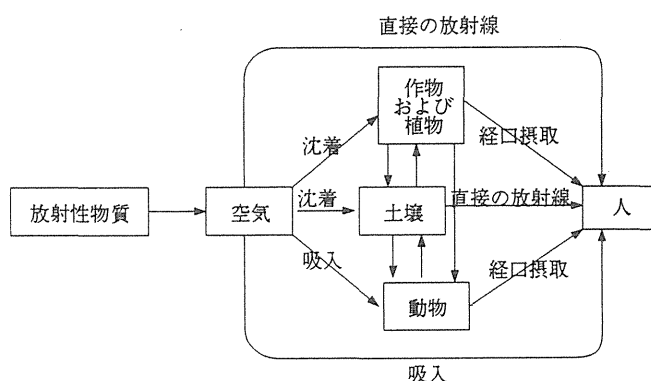 直接の放射線
作物
および
植物
沈着
経口摂取
放射性物質
空気
沈着
土壌
直接の放射線
人
吸入
経口摂取
動物
吸入